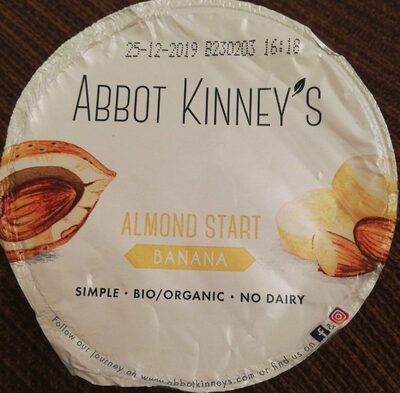 25-12-2019 B230203 16:18
ABBOT KINNEY'S
ALMOND START
BANANA
SIMPLE · BIO/ORGANIC · NO DAIRY
Follow our journey on www.abbotkinneys.com or find us on f &